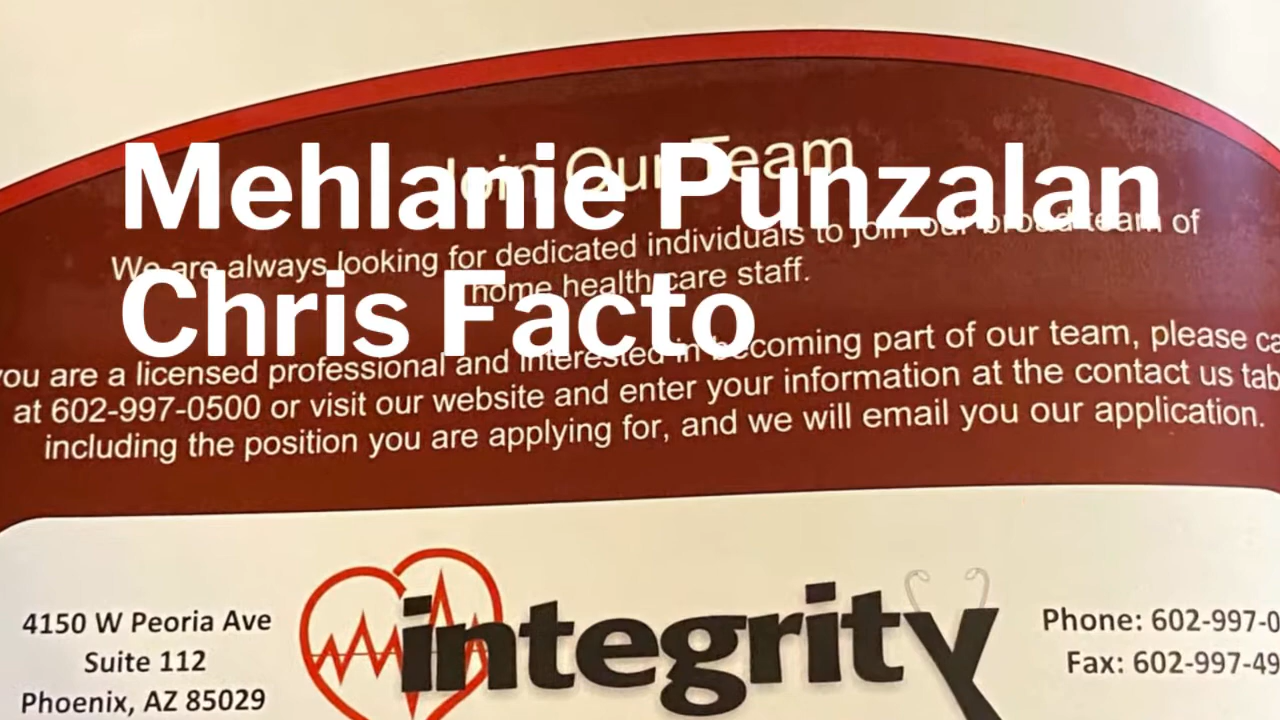 Mehlanie Punzalan
Chris Facto
Join Our Team
We are always looking for dedicated individuals to join our broad team of
home health care staff.
you are a licensed professional and interested in becoming part of our team, please
at 602-997-0500 or visit our website and enter your information at the contact us tab
including the position you are applying for, and we will email you our application.
4150 W Peoria Ave
Suite 112
Phoenix, AZ 85029
integrity
Phone: 602-997-0
Fax: 602-997-49